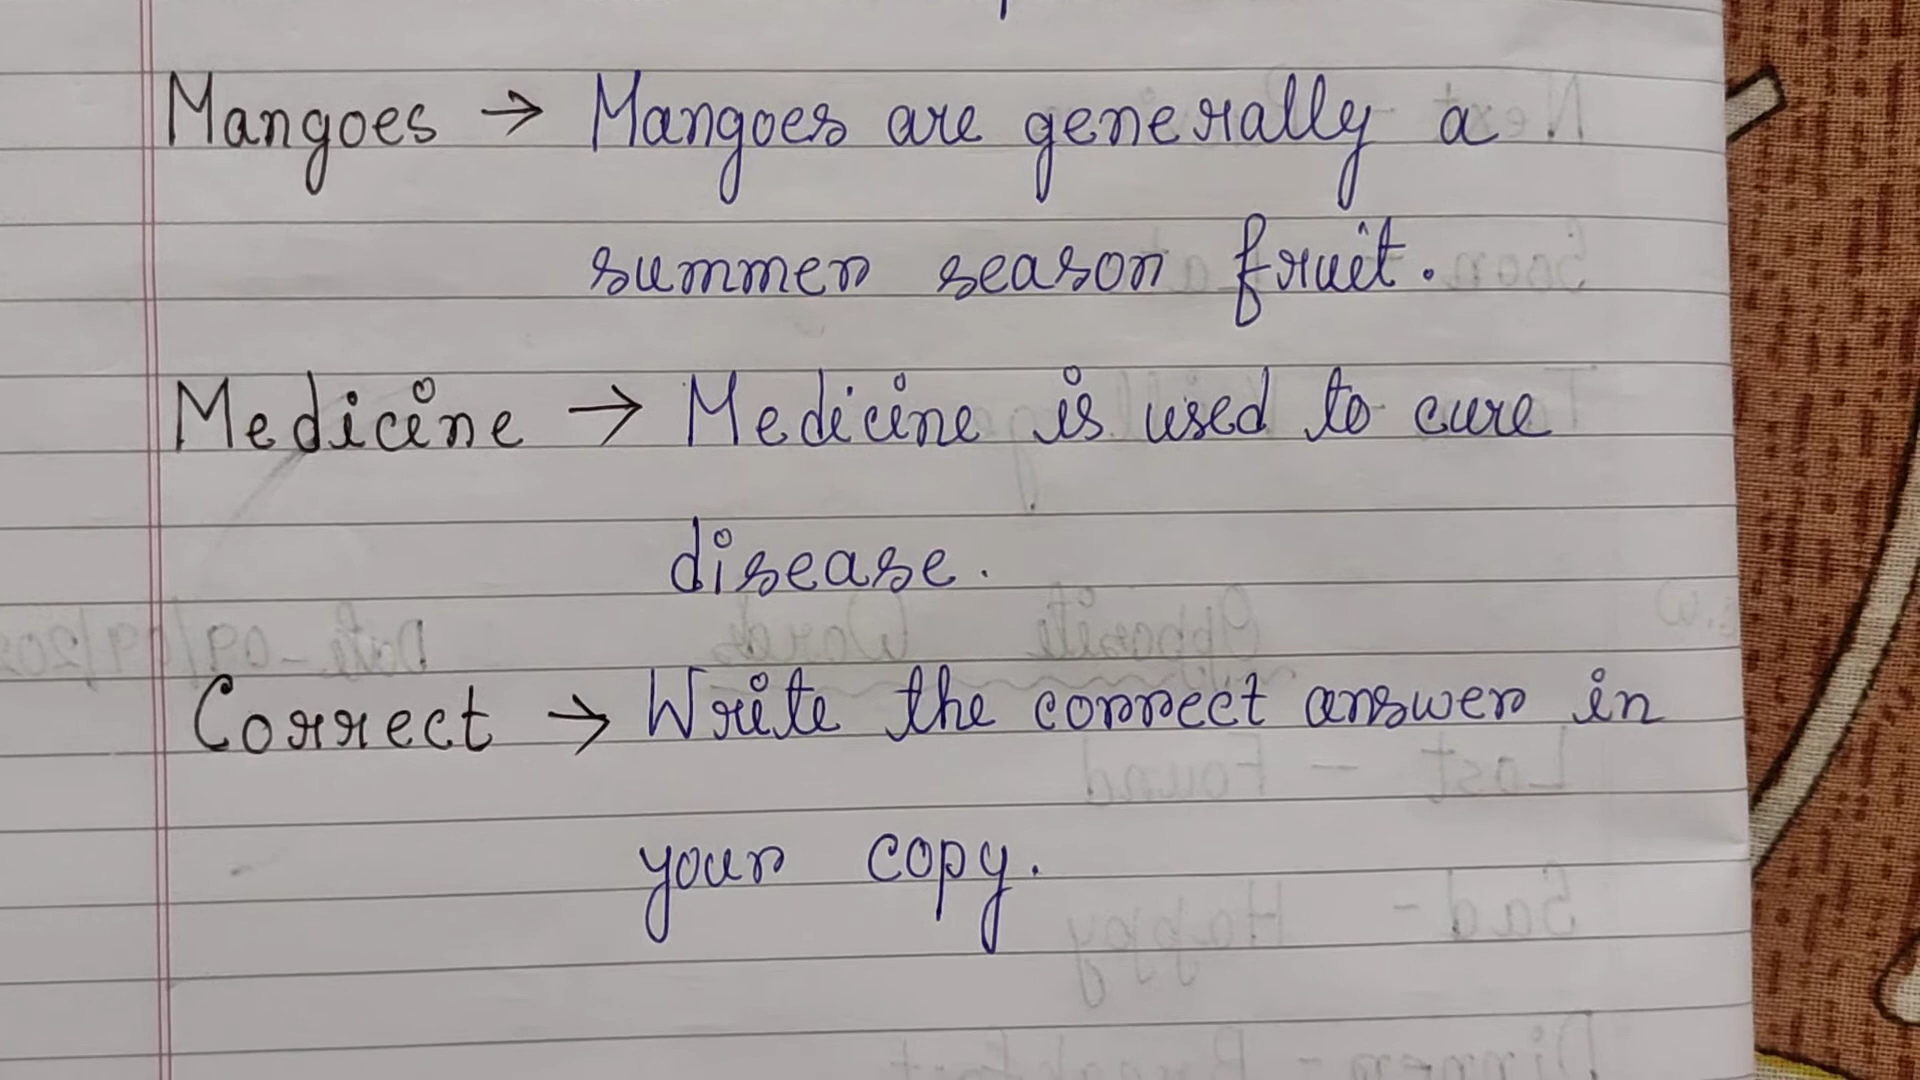 Mangoes → Mangoes are generally a
summer season fruit.
Medicine → Medicine is used to cure
disease.
Correct → Write the correct answer in
your copy.